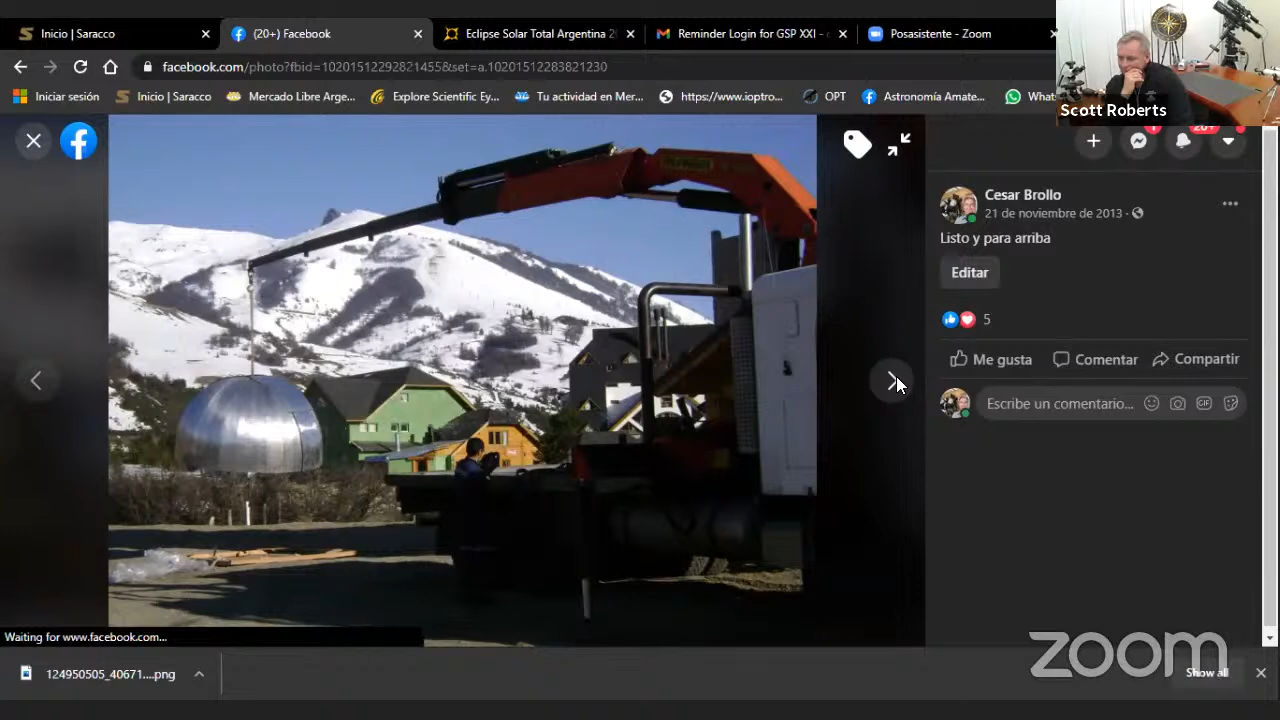 Inicio | Saracco
(20+) Facebook
Eclipse Solar Total Argentina 2
Reminder Login for GSP XXI - c
Posasistente - Zoom
facebook.com/photo?fbid=10201512292821455&set=a.10201512283821230
Iniciar sesión
Inicio | Saracco
Mercado Libre Arge...
Explore Scientific Ey...
Tu actividad en Mer...
https://www.ioptro...
OPT
Astronomía Amate...
Whats
Scott Roberts
20+
Cesar Brollo
21 de noviembre de 2013 ·
Listo y para arriba
Editar
5
Me gusta
Comentar
Compartir
Escribe un comentario...
GIF
Waiting for www.facebook.com...
124950505_40671....png
zoom
Show all